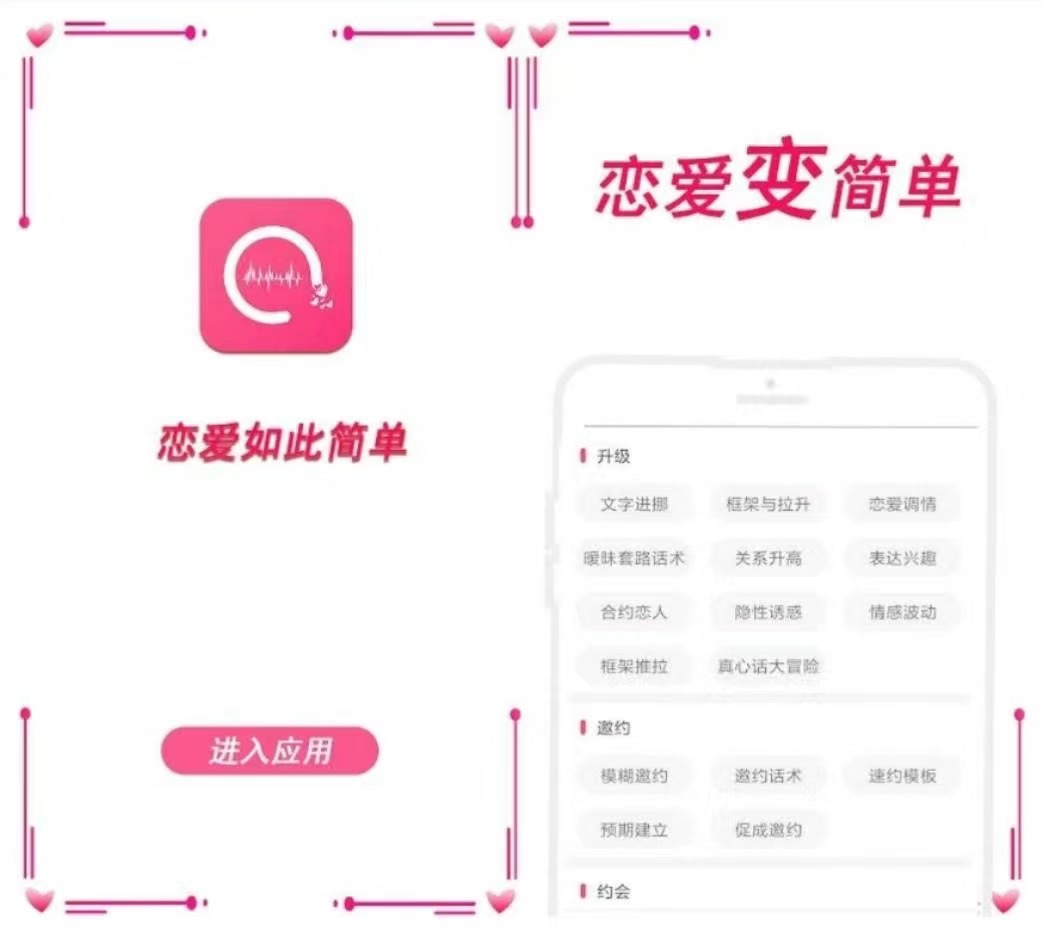 恋爱如此简单
进入应用
恋爱变简单
升级
文字进挪 框架与拉升 恋爱调情
暧昧套路话术 关系升高 表达兴趣
合约恋人 隐性诱惑 情感波动
框架推拉 真心话大冒险
邀约
模糊邀约 邀约话术 速约模板
预期建立 促成邀约
约会